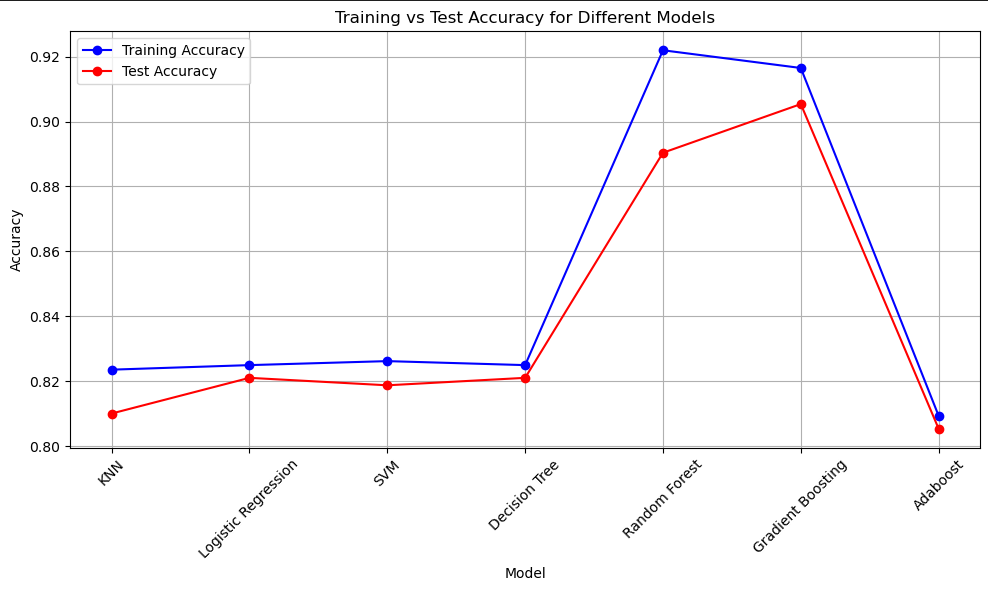 Training vs Test Accuracy for Different Models
Training Accuracy
Test Accuracy
Accuracy
0.92
0.90
0.88
0.86
0.84
0.82
0.80
KNN
Logistic Regression
SVM
Decision Tree
Random Forest
Gradient Boosting
Adaboost
Model